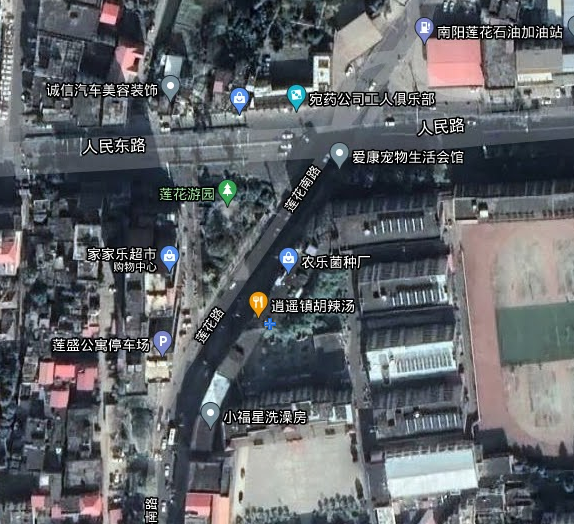 南阳莲花石油加油站
诚信汽车美容装饰
宛药公司工人俱乐部
人民东路
人民路
爱康宠物生活会馆
莲花南路
莲花游园
家家乐超市
购物中心
农乐菌种厂
逍遥镇胡辣汤
莲花路
莲盛公寓停车场
P
小福星洗澡房
南路